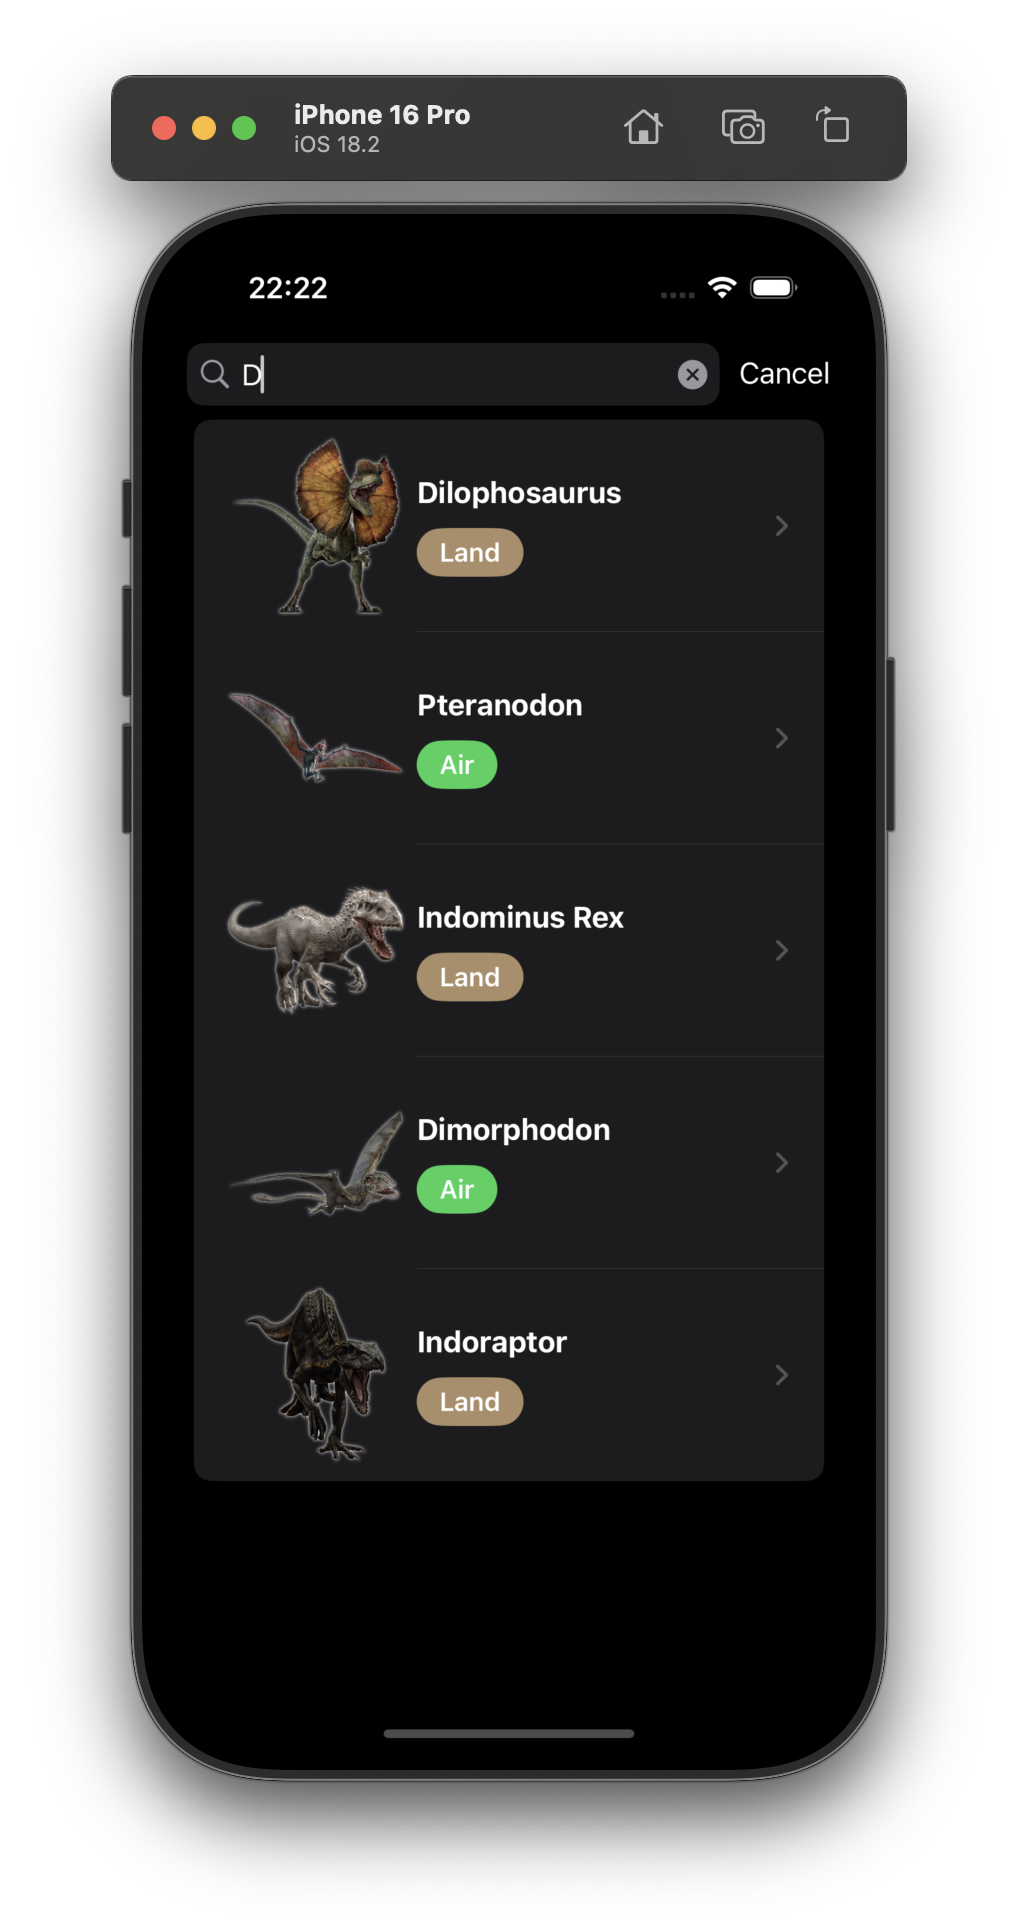 iPhone 16 Pro
iOS 18.2
22:22
D
Cancel
Dilophosaurus
Land
Pteranodon
Air
Indominus Rex
Land
Dimorphodon
Air
Indoraptor
Land